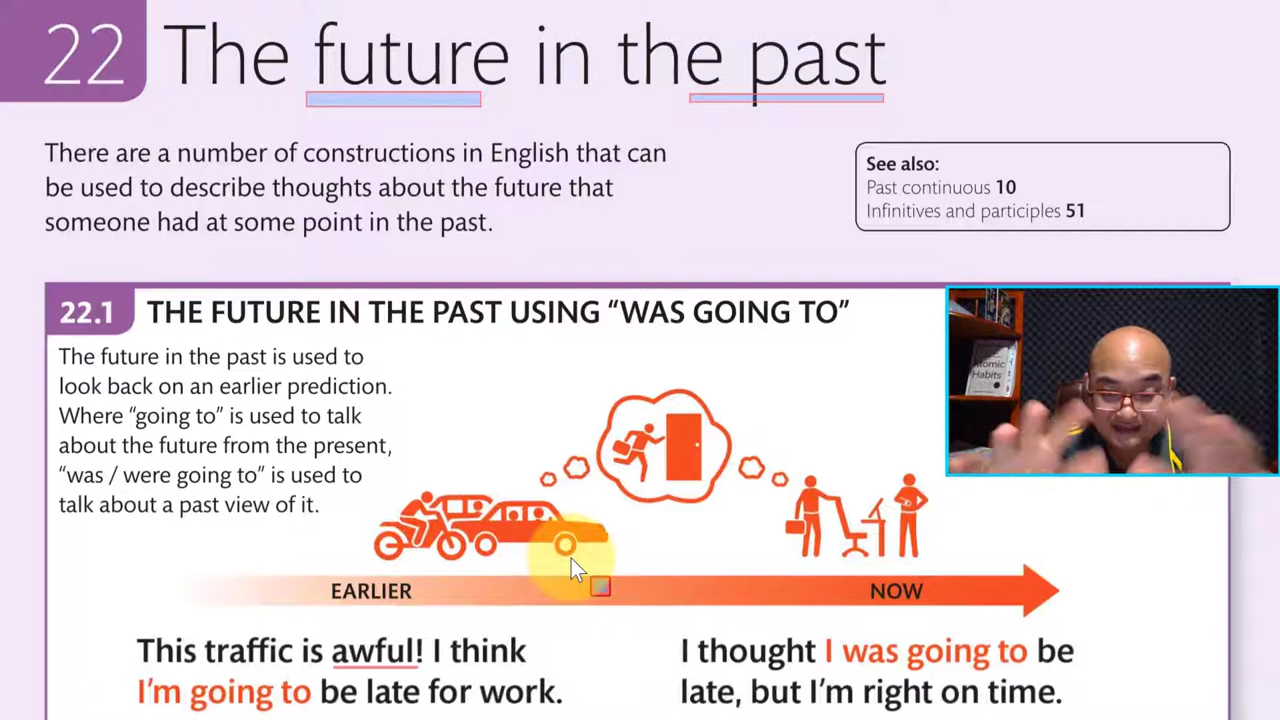 22 The future in the past
There are a number of constructions in English that can
be used to describe thoughts about the future that
someone had at some point in the past.
See also:
Past continuous 10
Infinitives and participles 51
22.1 THE FUTURE IN THE PAST USING “WAS GOING TO”
The future in the past is used to
look back on an earlier prediction.
Where “going to” is used to talk
about the future from the present,
“was / were going to” is used to
talk about a past view of it.
Atomic
Habits
EARLIER
NOW
This traffic is awful! I think
I’m going to be late for work.
I thought I was going to be
late, but I’m right on time.